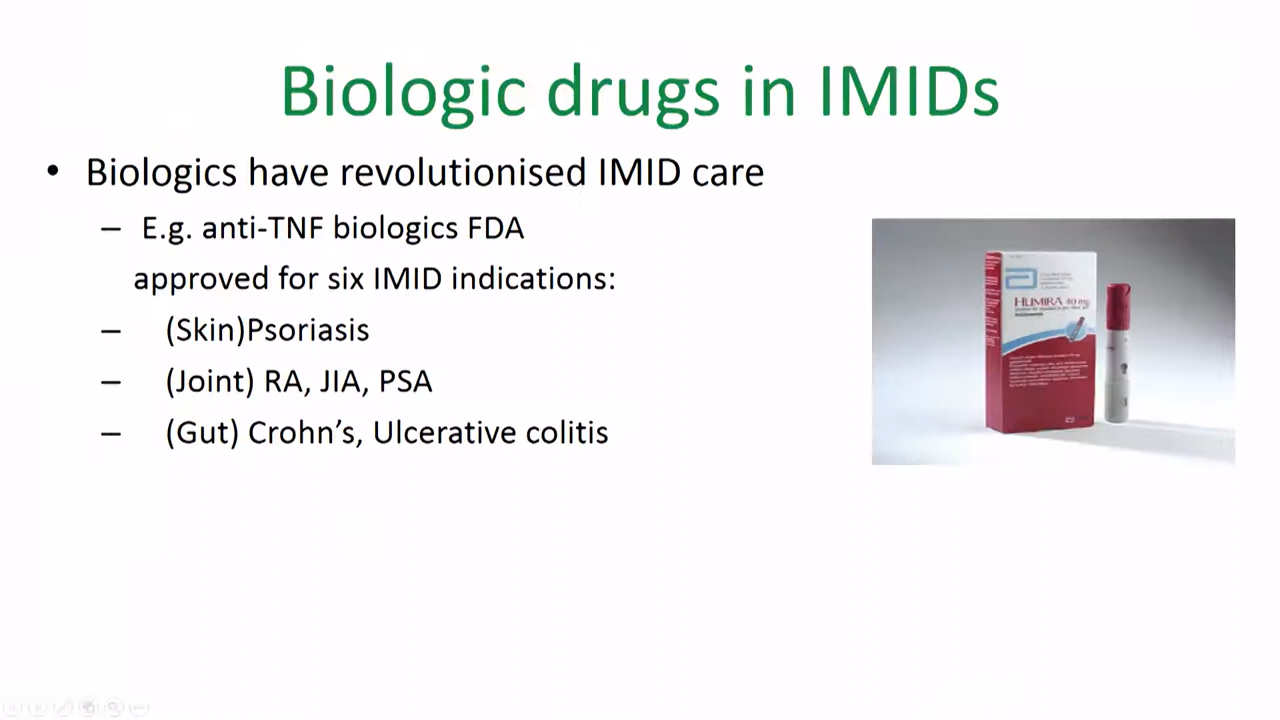 Biologic drugs in IMIDs
• Biologics have revolutionised IMID care
– E.g. anti-TNF biologics FDA
approved for six IMID indications:
– (Skin)Psoriasis
– (Joint) RA, JIA, PSA
– (Gut) Crohn’s, Ulcerative colitis
HUMIRA 40 mg